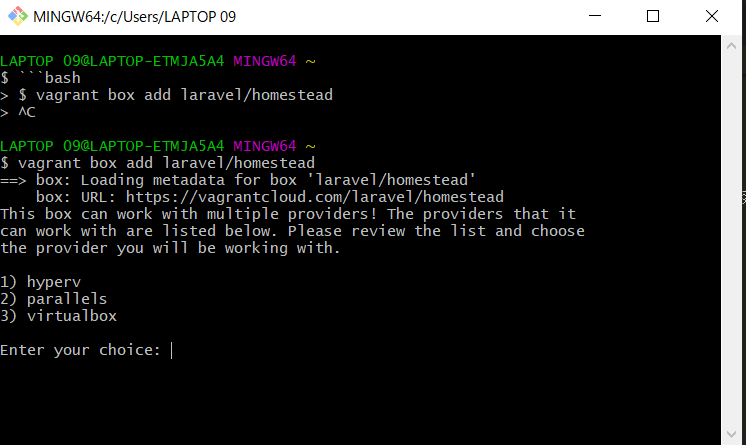 MINGW64:/c/Users/LAPTOP 09
LAPTOP 09@LAPTOP-ETMJA5A4 MINGW64 ~
$ ```bash
> $ vagrant box add laravel/homestead
> ^C
LAPTOP 09@LAPTOP-ETMJA5A4 MINGW64 ~
$ vagrant box add laravel/homestead
==> box: Loading metadata for box 'laravel/homestead'
    box: URL: https://vagrantcloud.com/laravel/homestead
This box can work with multiple providers! The providers that it
can work with are listed below. Please review the list and choose
the provider you will be working with.
1) hyperv
2) parallels
3) virtualbox
Enter your choice: